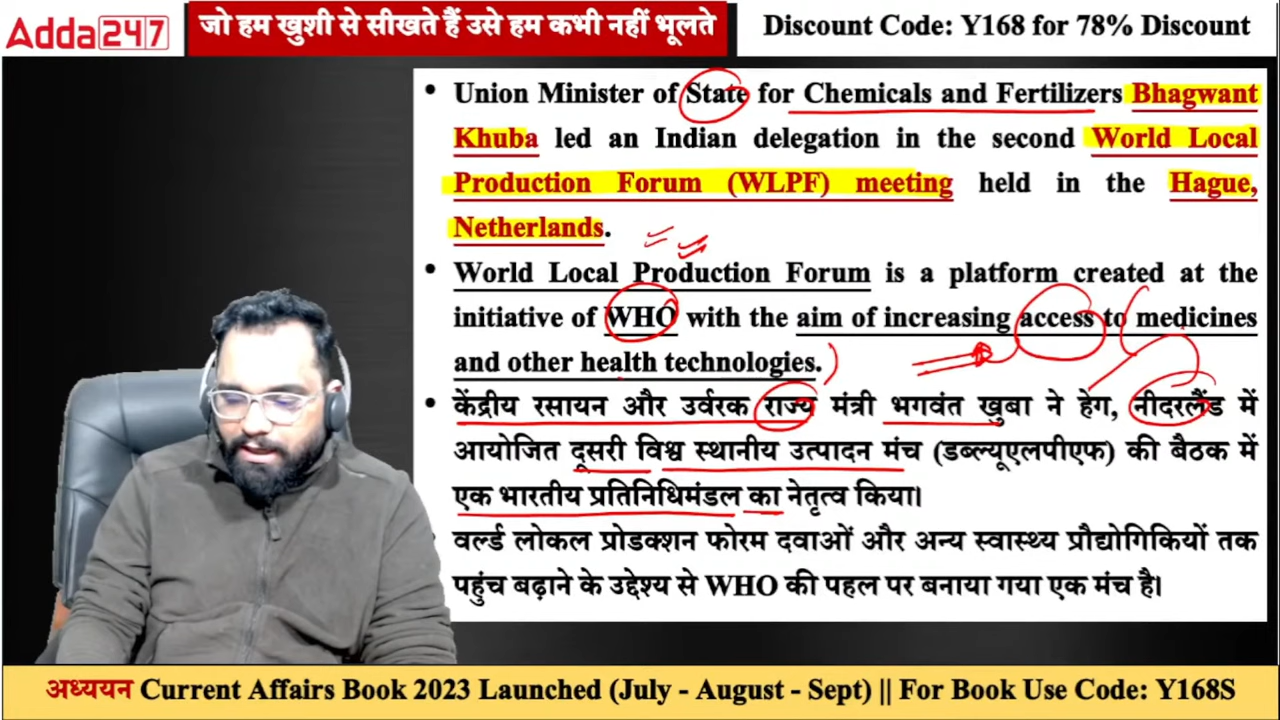 Adda247
जो हम खुशी से सीखते हैं उसे हम कभी नहीं भूलते
Discount Code: Y168 for 78% Discount
• Union Minister of State for Chemicals and Fertilizers Bhagwant
Khuba led an Indian delegation in the second World Local
Production Forum (WLPF) meeting held in the Hague,
Netherlands.
• World Local Production Forum is a platform created at the
initiative of WHO with the aim of increasing access to medicines
and other health technologies.
• केंद्रीय रसायन और उर्वरक राज्य मंत्री भगवंत खुबा ने हेग, नीदरलैंड में
आयोजित दूसरी विश्व स्थानीय उत्पादन मंच (डब्ल्यूएलपीएफ) की बैठक में
एक भारतीय प्रतिनिधिमंडल का नेतृत्व किया।
वर्ल्ड लोकल प्रोडक्शन फोरम दवाओं और अन्य स्वास्थ्य प्रौद्योगिकियों तक
पहुंच बढ़ाने के उद्देश्य से WHO की पहल पर बनाया गया एक मंच है।
अध्ययन Current Affairs Book 2023 Launched (July - August - Sept) || For Book Use Code: Y168S